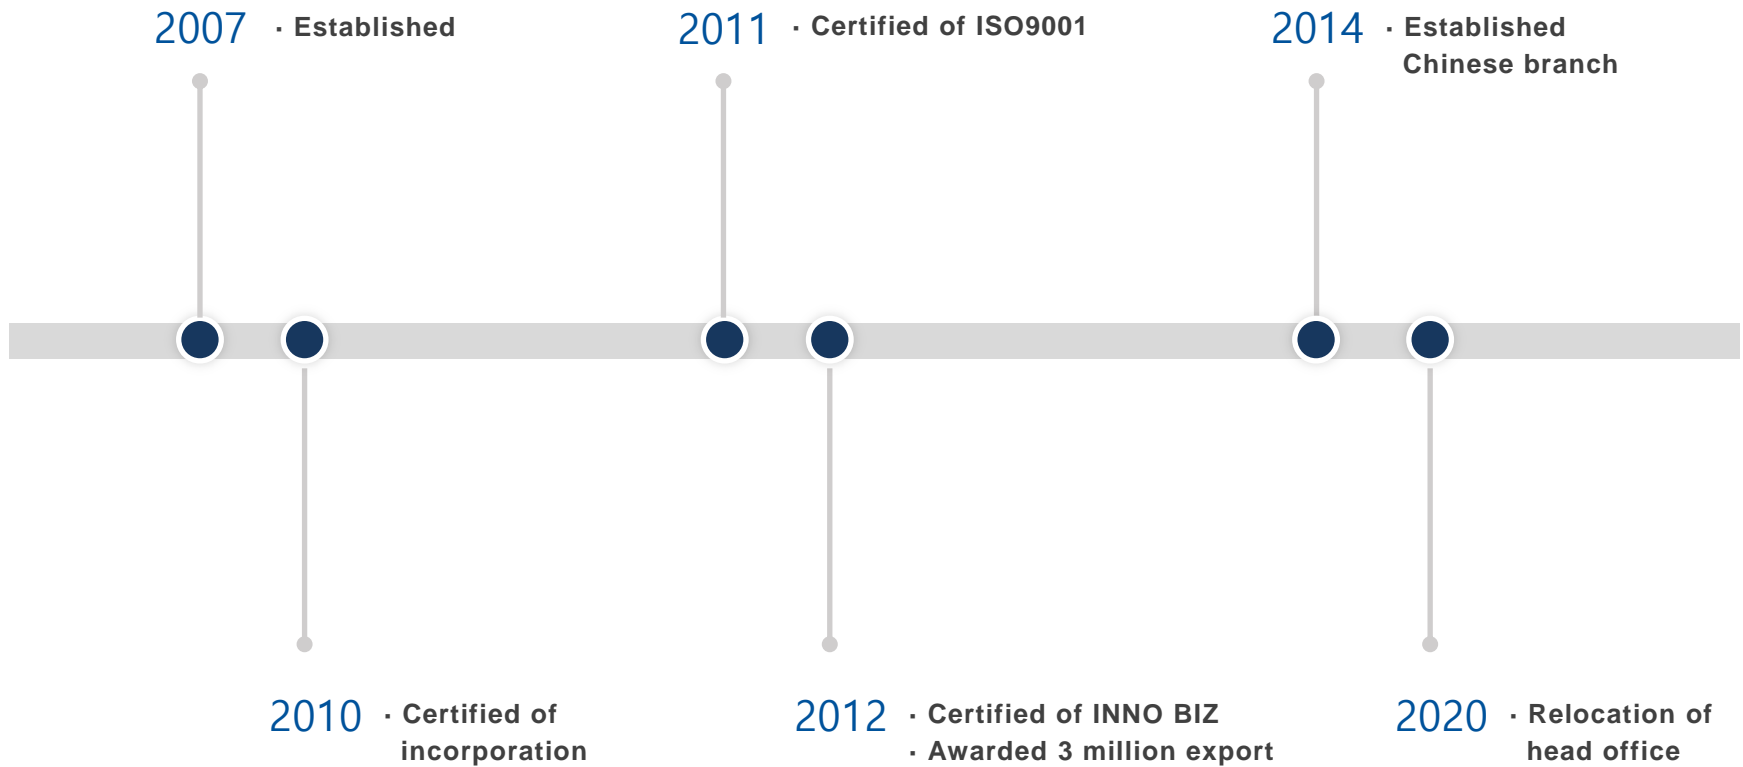 2007 · Established
2011 · Certified of ISO9001
2014 · Established
Chinese branch
2010 · Certified of
incorporation
2012 · Certified of INNO BIZ
· Awarded 3 million export
2020 · Relocation of
head office